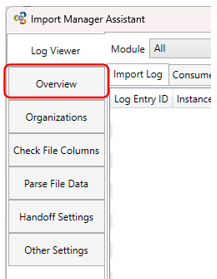 Import Manager Assistant
Log Viewer
Overview
Organizations
Check File Columns
Parse File Data
Handoff Settings
Other Settings
Module All
Import Log Consume
Log Entry ID Instance